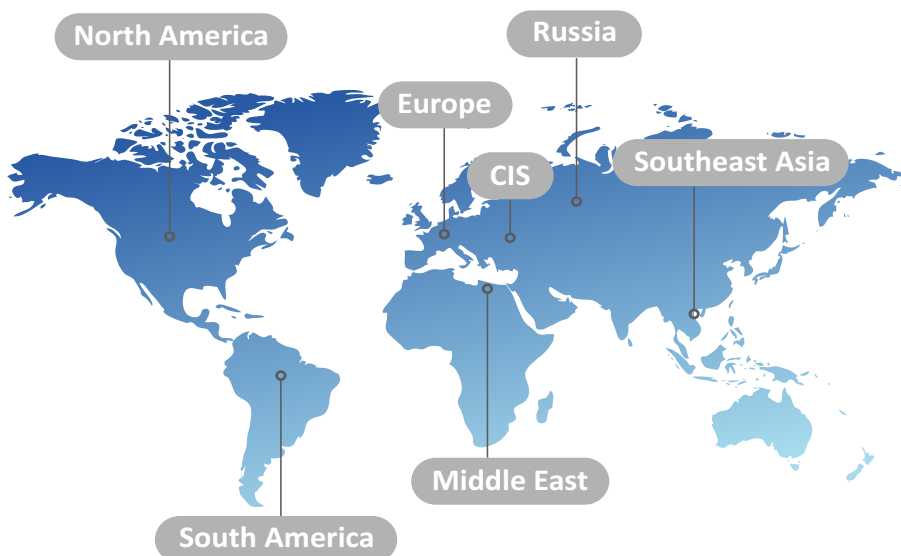 North America
Russia
Europe
Southeast Asia
CIS
Middle East
South America